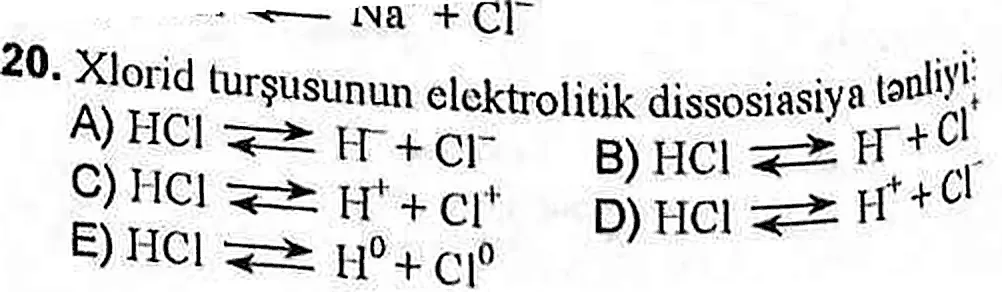 ⇌ Na + Cl⁻
20. Xlorid turşusunun elektrolitik dissosiasiya tənliyi:
A) HCl ⇌ H⁻ + Cl⁻ B) HCl ⇌ H⁻ + Cl⁺
C) HCl ⇌ H⁺ + Cl⁺ D) HCl ⇌ H⁺ + Cl⁻
E) HCl ⇌ H⁰ + Cl⁰